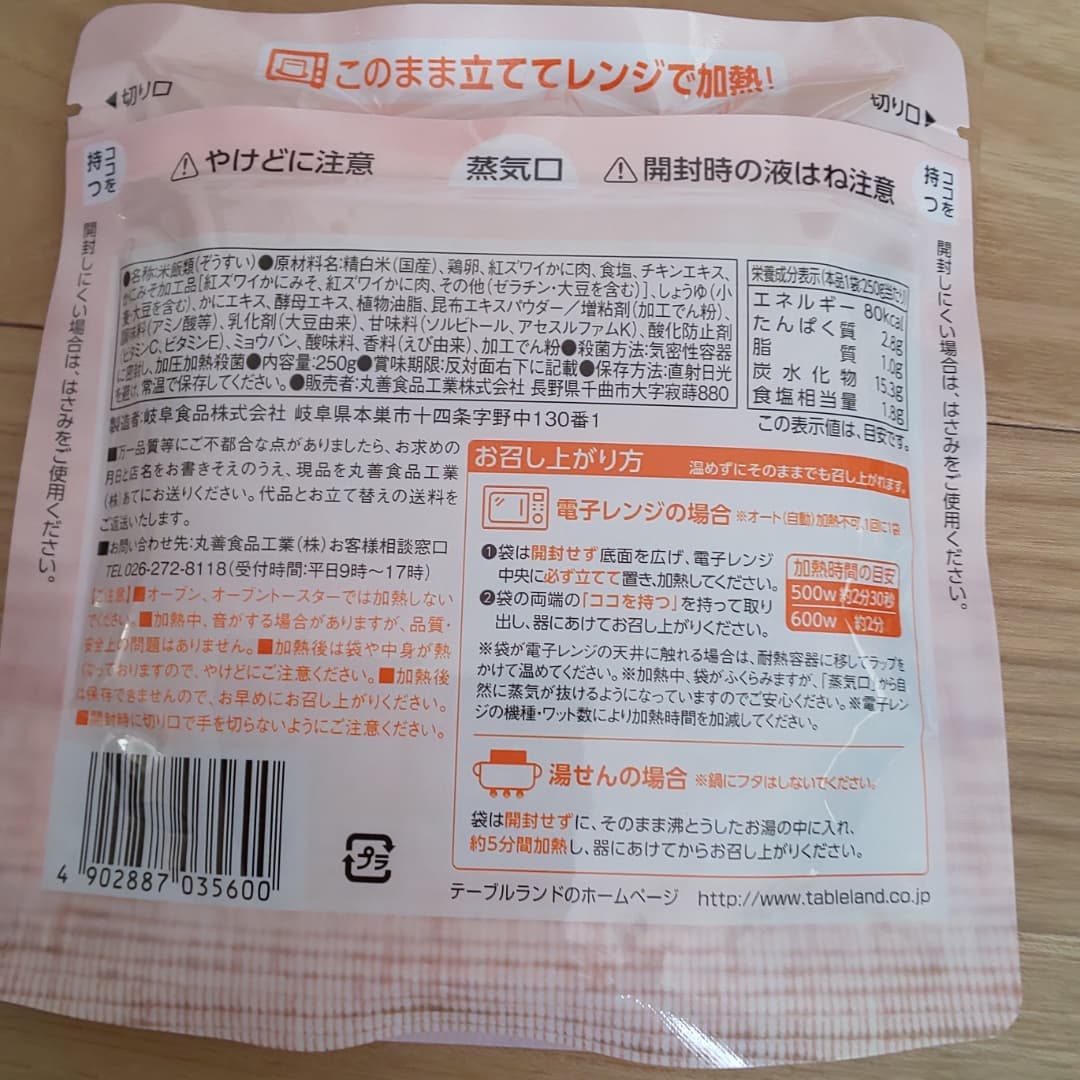 このまま立ててレンジで加熱!
◀切り口
切り口▶
ココを持つ
⚠やけどに注意
蒸気口
⚠開封時の液はね注意
ココを持つ
開封しにくい場合は、はさみをご使用ください。
開封しにくい場合は、はさみをご使用ください。
●名称:米飯類(ぞうすい)●原材料名:精白米(国産)、鶏卵、紅ズワイかに肉、食塩、チキンエキス、
かにみそ加工品[紅ズワイかにみそ、紅ズワイかに肉、その他(ゼラチン・大豆を含む)]、しょうゆ(小
麦・大豆を含む)、かにエキス、酵母エキス、植物油脂、昆布エキスパウダー/増粘剤(加工でん粉)、
調味料(アミノ酸等)、乳化剤(大豆由来)、甘味料(ソルビトール、アセスルファムK)、酸化防止剤
(ビタミンC、ビタミンE)、ミョウバン、酸味料、香料(えび由来)、加工でん粉●殺菌方法:気密性容器
に密封し、加圧加熱殺菌●内容量:250g●賞味期限:反対面右下に記載●保存方法:直射日光
を避け、常温で保存してください。●販売者:丸善食品工業株式会社 長野県千曲市大字寂蒔880
製造者:岐阜食品株式会社 岐阜県本巣市十四条字野中130番1
栄養成分表示(本品1袋:250g当たり)
エネルギー 80kcal
たんぱく質 2.8g
脂質 1.0g
炭水化物 15.3g
食塩相当量 1.8g
この表示値は、目安です。
■万一品質等にご不都合な点がありましたら、お求めの
月日と店名をお書きそえのうえ、現品を丸善食品工業
(株)あてにお送りください。代品とお立て替えの送料を
ご返送いたします。
■お問い合わせ先:丸善食品工業(株)お客様相談窓口
TEL026-272-8118(受付時間:平日9時〜17時)
【ご注意】■オーブン、オーブントースターでは加熱しない
でください。■加熱中、音がする場合がありますが、品質・
安全上の問題はありません。■加熱後は袋や中身が熱
くなっておりますので、やけどにご注意ください。■加熱後
は保存できませんので、お早めにお召し上がりください。
■開封時に切り口で手を切らないようにご注意ください。
お召し上がり方 温めずにそのままでも召し上がれます。
電子レンジの場合 ※オート(自動)加熱不可、1回に1袋
❶袋は開封せず底面を広げ、電子レンジ
中央に必ず立てて置き、加熱してください。
❷袋の両端の「ココを持つ」を持って取り
出し、器にあけてお召し上がりください。
加熱時間の目安
500w 約2分30秒
600w 約2分
※袋が電子レンジの天井に触れる場合は、耐熱容器に移してラップを
かけて温めてください。※加熱中、袋がふくらみますが、「蒸気口」から自
然に蒸気が抜けるようになっていますのでご安心ください。※電子レン
ジの機種・ワット数により加熱時間を加減してください。
湯せんの場合 ※鍋にフタはしないでください。
袋は開封せずに、そのまま沸とうしたお湯の中に入れ、
約5分間加熱し、器にあけてからお召し上がりください。
4 902887 035600
プラ
テーブルランドのホームページ http://www.tableland.co.jp